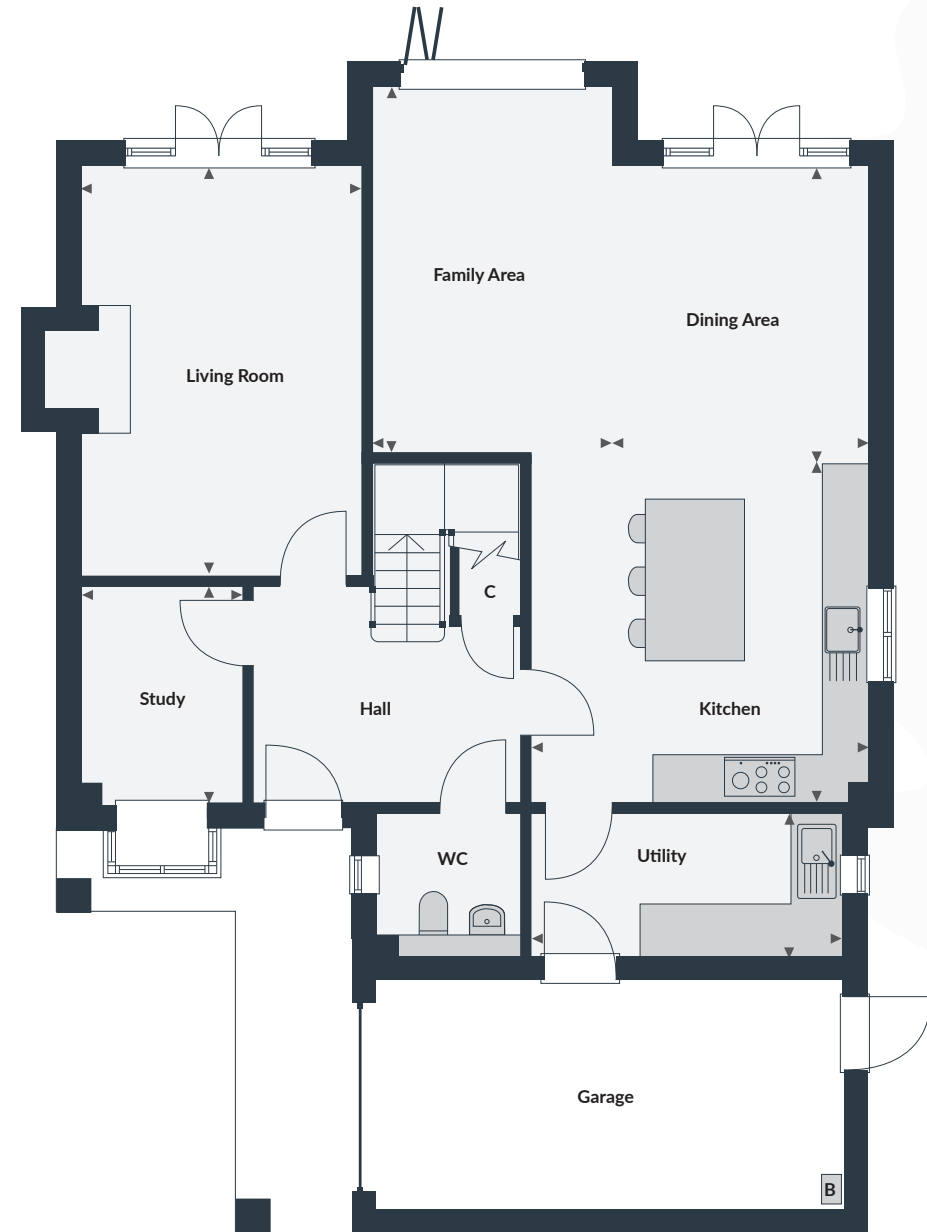 Family Area
Dining Area
Living Room
C
Study
Hall
Kitchen
WC
Utility
Garage
B